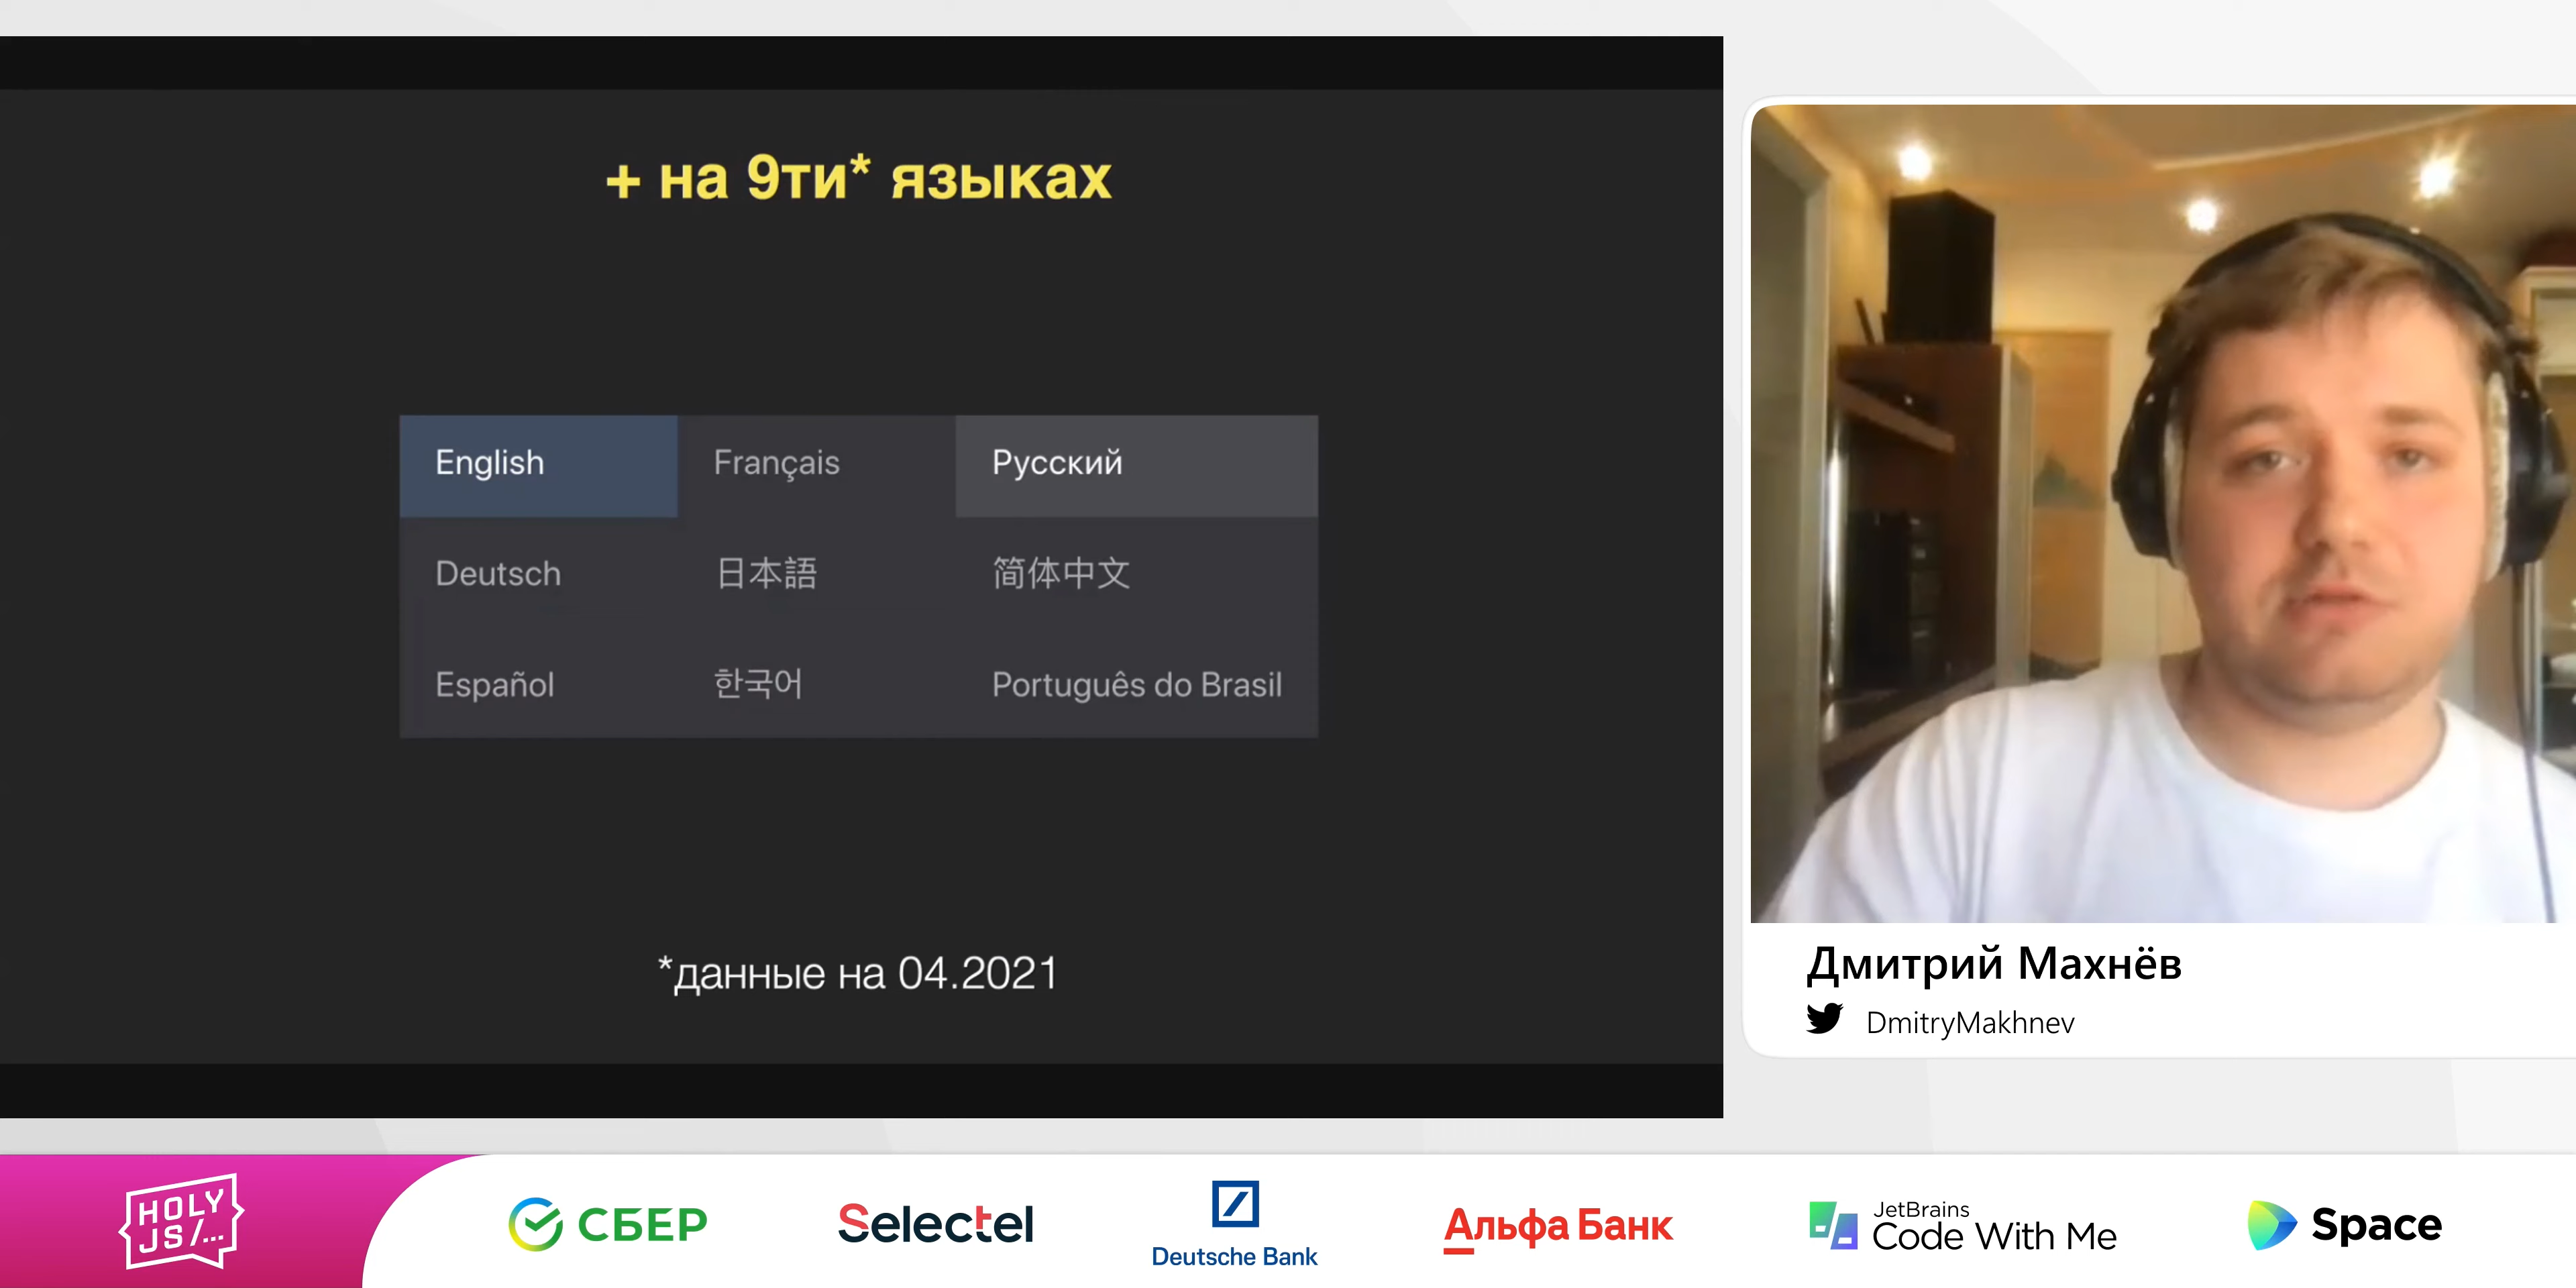 + на 9ти* языках
English Français Русский
Deutsch 日本語 简体中文
Español 한국어 Português do Brasil
*данные на 04.2021
Дмитрий Махнёв
DmitryMakhnev
HOLY
JS/...
СБЕР
Selectel
Deutsche Bank
Альфа Банк
JetBrains
Code With Me
Space